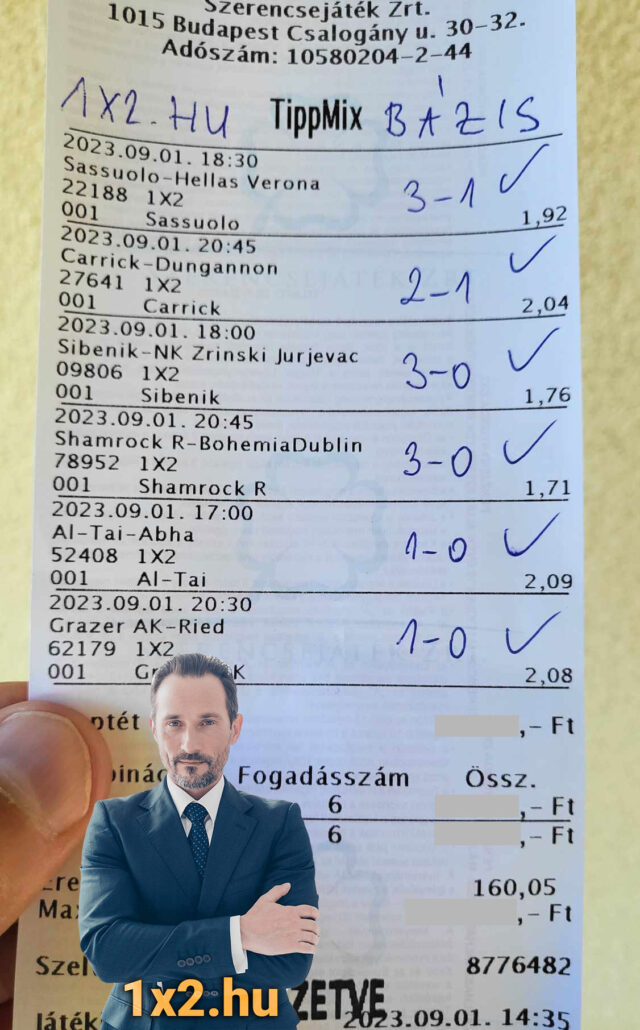 Szerencsejáték Zrt.
1015 Budapest Csalogány u. 30-32.
Adószám: 10580204-2-44
1X2.HU TippMix BÁZIS
2023.09.01. 18:30
Sassuolo-Hellas Verona
22188 1X2 3-1 ✓
001 Sassuolo 1,92
2023.09.01. 20:45
Carrick-Dungannon
27641 1X2 2-1 ✓
001 Carrick 2,04
2023.09.01. 18:00
Sibenik-NK Zrinski Jurjevac
09806 1X2 3-0 ✓
001 Sibenik 1,76
2023.09.01. 20:45
Shamrock R-BohemiaDublin
78952 1X2 3-0 ✓
001 Shamrock R 1,71
2023.09.01. 17:00
Al-Tai-Abha
52408 1X2 1-0 ✓
001 Al-Tai 2,09
2023.09.01. 20:30
Grazer AK-Ried
62179 1X2 1-0 ✓
001 2,08
,- Ft
Fogadásszám Össz.
6 ,- Ft
6 ,- Ft
160,05
,- Ft
8776482
1x2.hu ZETVE
2023.09.01. 14:35